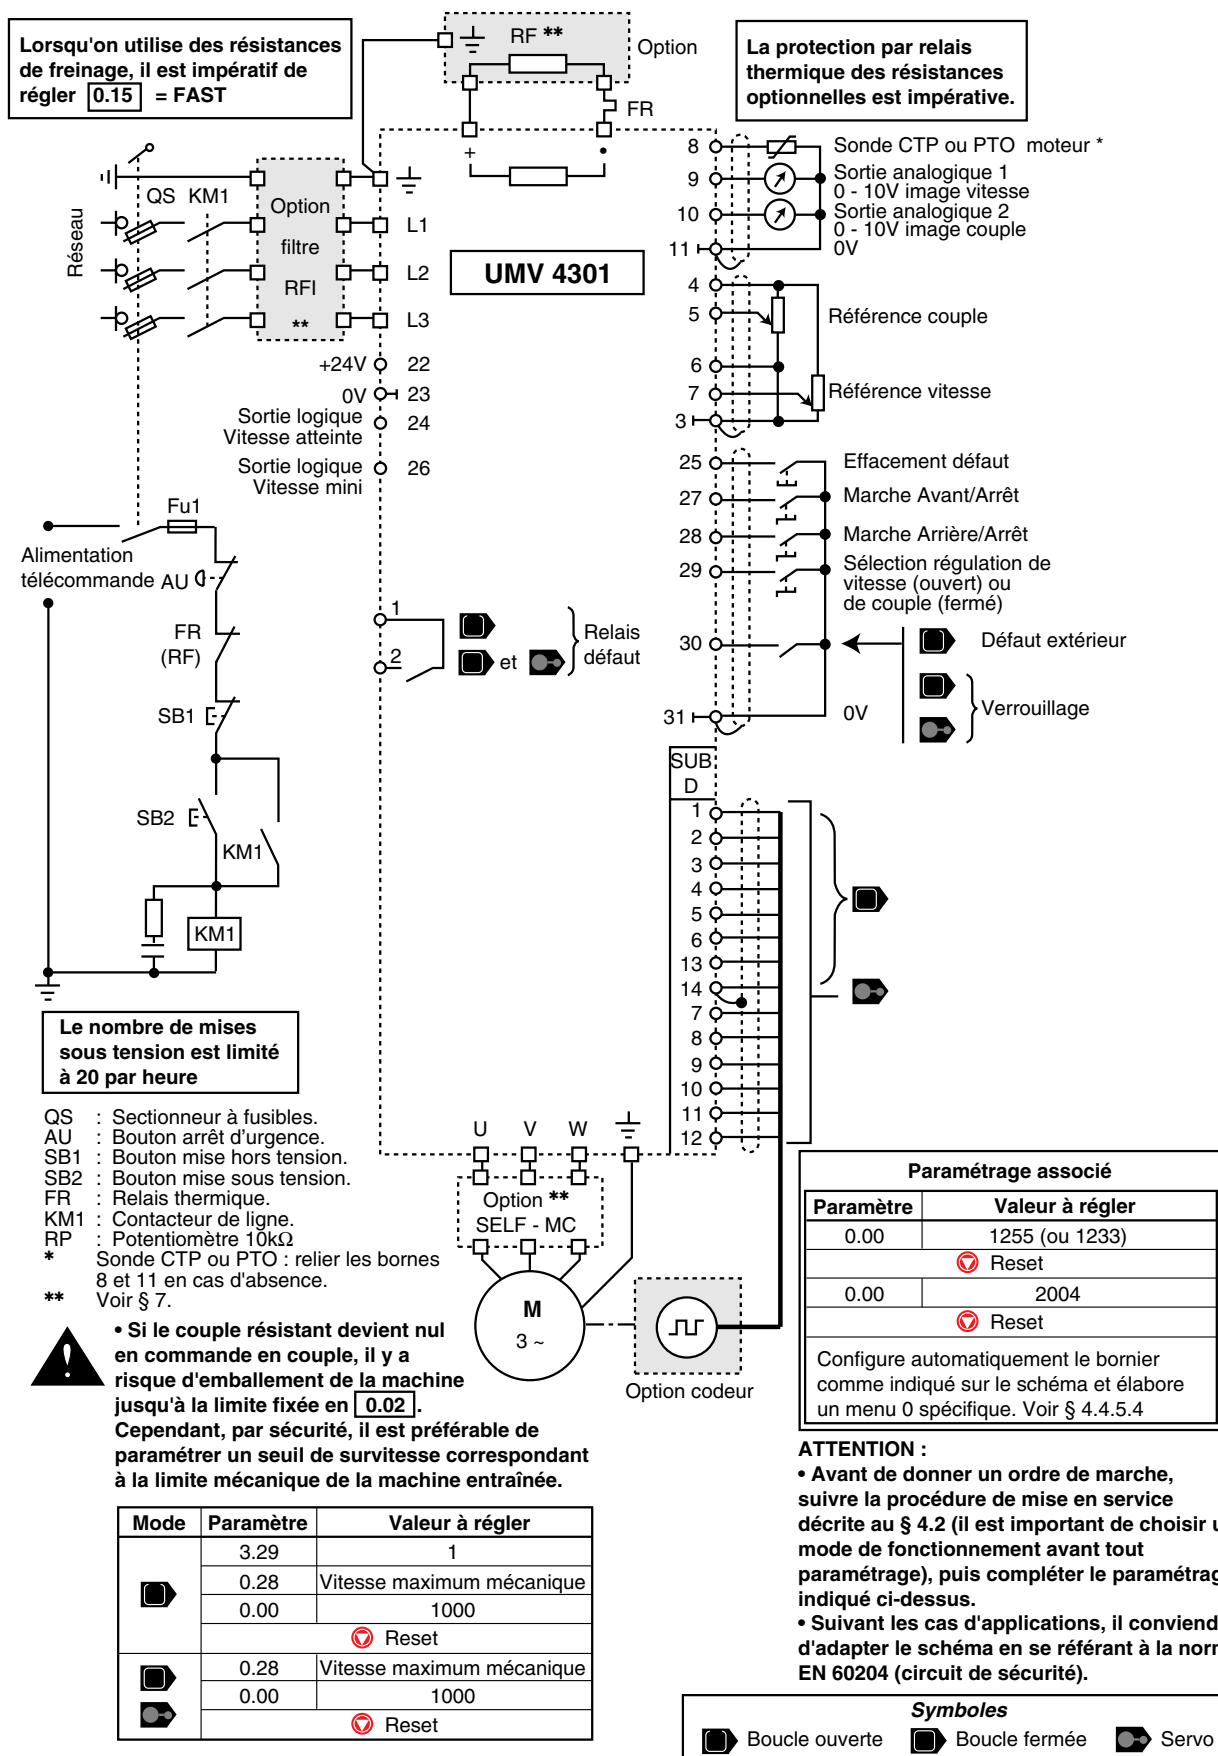 Lorsqu'on utilise des résistances
de freinage, il est impératif de
régler 0.15 = FAST
RF **
Option
FR
+
La protection par relais
thermique des résistances
optionnelles est impérative.
Réseau
QS KM1
Option
filtre
RFI
**
L1
L2
L3
UMV 4301
8 Sonde CTP ou PTO moteur *
9 Sortie analogique 1
0 - 10V image vitesse
10 Sortie analogique 2
0 - 10V image couple
11 0V
4
5 Référence couple
6
7 Référence vitesse
3
+24V 22
0V 23
Sortie logique 24
Vitesse atteinte
Sortie logique 26
Vitesse mini
25 Effacement défaut
27 Marche Avant/Arrêt
28 Marche Arrière/Arrêt
29 Sélection régulation de
vitesse (ouvert) ou
de couple (fermé)
30 Défaut extérieur
Verrouillage
31 0V
Fu1
Alimentation
télécommande
AU
FR
(RF)
SB1
SB2
KM1
KM1
1
2
et
Relais
défaut
SUB
D
1
2
3
4
5
6
13
14
7
8
9
10
11
12
Le nombre de mises
sous tension est limité
à 20 par heure
QS : Sectionneur à fusibles.
AU : Bouton arrêt d’urgence.
SB1 : Bouton mise hors tension.
SB2 : Bouton mise sous tension.
FR : Relais thermique.
KM1 : Contacteur de ligne.
RP : Potentiomètre 10kΩ
* Sonde CTP ou PTO : relier les bornes
8 et 11 en cas d'absence.
** Voir § 7.
U V W
Option **
SELF - MC
M
3 ~
Option codeur
! • Si le couple résistant devient nul
en commande en couple, il y a
risque d'emballement de la machine
jusqu'à la limite fixée en 0.02 .
Cependant, par sécurité, il est préférable de
paramétrer un seuil de survitesse correspondant
à la limite mécanique de la machine entraînée.
Mode Paramètre Valeur à régler
3.29 1
0.28 Vitesse maximum mécanique
0.00 1000
Reset
0.28 Vitesse maximum mécanique
0.00 1000
Reset
Paramétrage associé
Paramètre Valeur à régler
0.00 1255 (ou 1233)
Reset
0.00 2004
Reset
Configure automatiquement le bornier
comme indiqué sur le schéma et élabore
un menu 0 spécifique. Voir § 4.4.5.4
ATTENTION :
• Avant de donner un ordre de marche,
suivre la procédure de mise en service
décrite au § 4.2 (il est important de choisir
mode de fonctionnement avant tout
paramétrage), puis compléter le
indiqué ci-dessus.
• Suivant les cas d'applications, il
d'adapter le schéma en se référant à la
EN 60204 (circuit de sécurité).
Symboles
Boucle ouverte Boucle fermée Servo